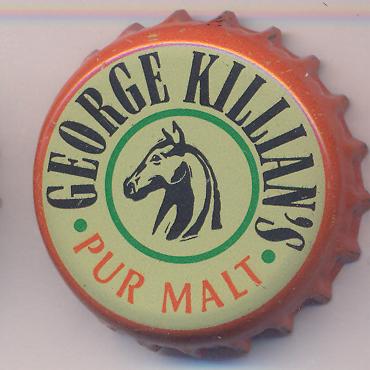 GEORGE KILLIAN'S
• PUR MALT •